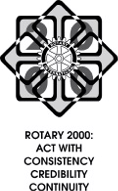 ROTARY 2000:
ACT WITH
CONSISTENCY
CREDIBILITY
CONTINUITY